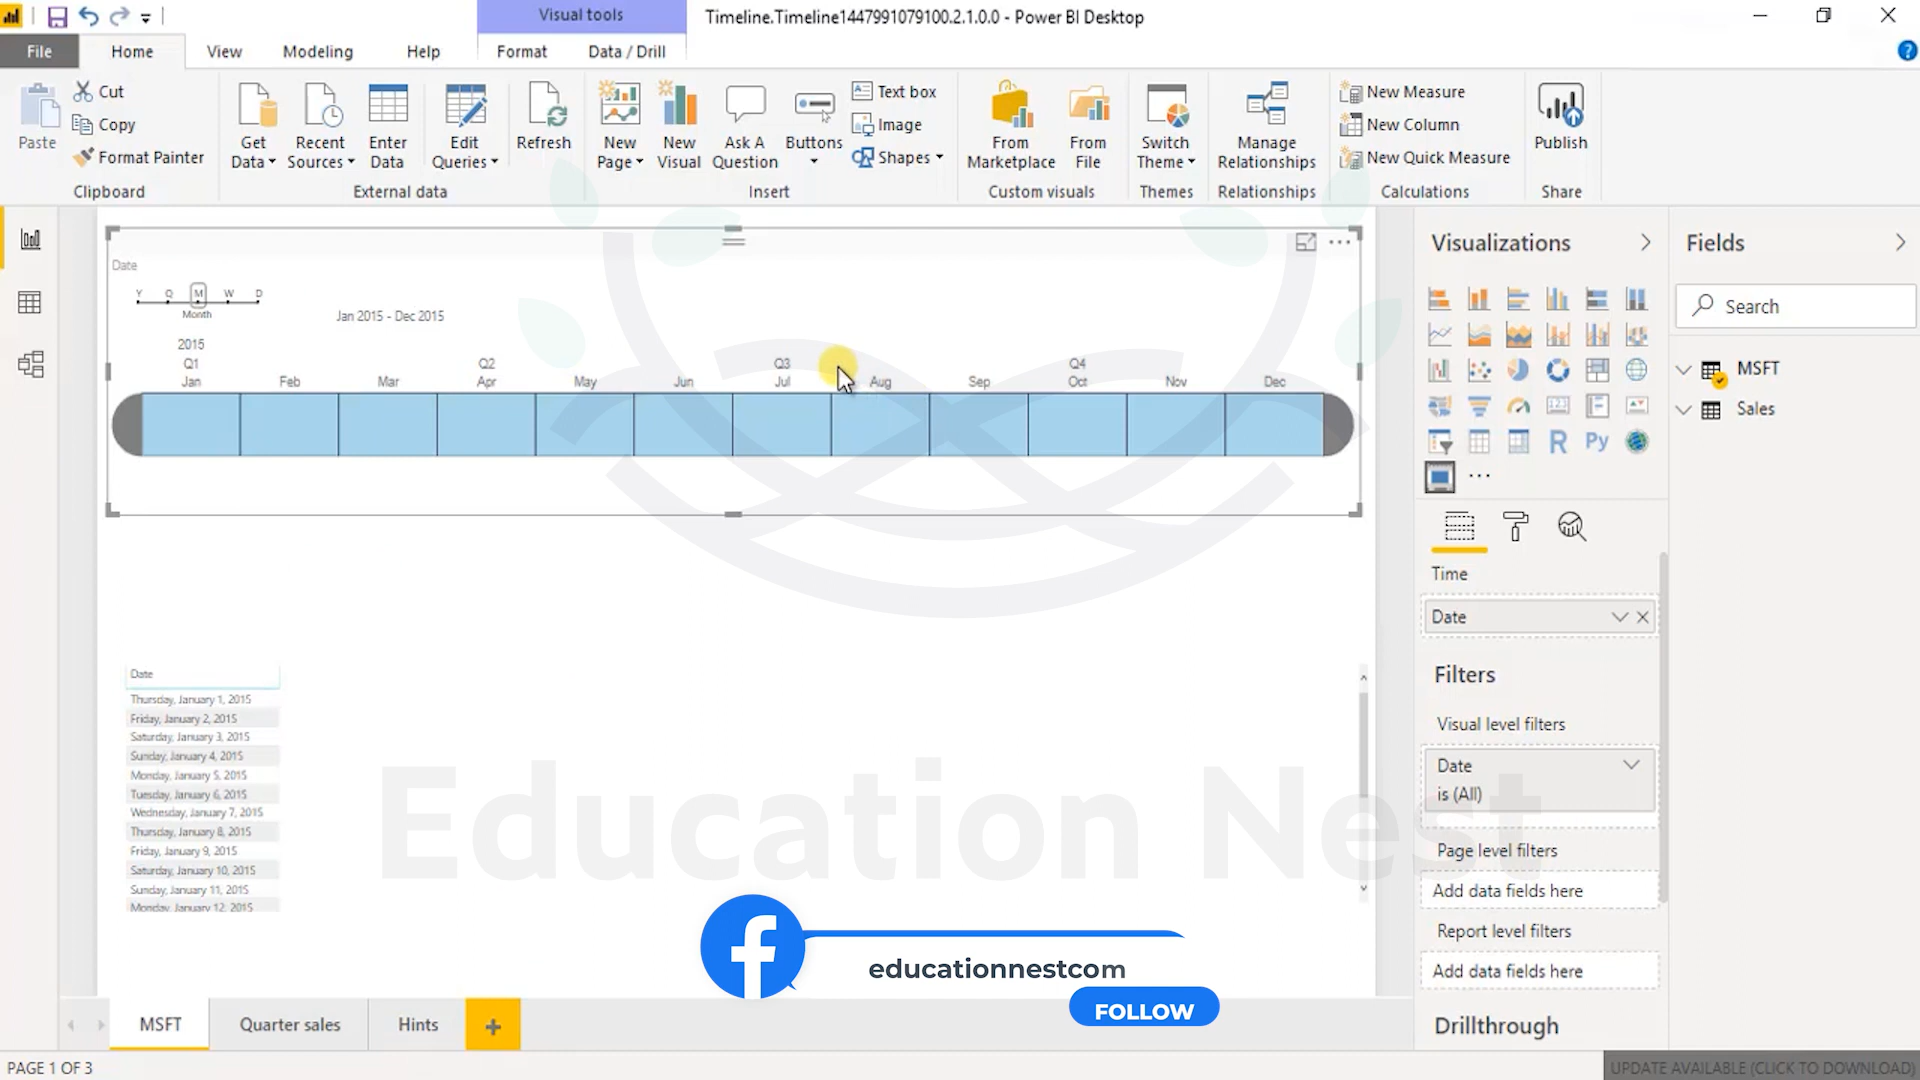 Visual tools
Timeline.Timeline1447991079100.2.1.0.0 - Power BI Desktop
File
Home
View
Modeling
Help
Format
Data / Drill
Paste
Cut
Copy
Format Painter
Clipboard
Get Data
Recent Sources
Enter Data
Edit Queries
External data
Refresh
New Page
New Visual
Ask A Question
Buttons
Text box
Image
Shapes
Insert
From Marketplace
From File
Custom visuals
Switch Theme
Themes
Manage Relationships
Relationships
New Measure
New Column
New Quick Measure
Calculations
Publish
Share
Date
Y Q M W D
Month
Jan 2015 - Dec 2015
2015
Q1 Q2 Q3 Q4
Jan Feb Mar Apr May Jun Jul Aug Sep Oct Nov Dec
Date
Thursday, January 1, 2015
Friday, January 2, 2015
Saturday, January 3, 2015
Sunday, January 4, 2015
Monday, January 5, 2015
Tuesday, January 6, 2015
Wednesday, January 7, 2015
Thursday, January 8, 2015
Friday, January 9, 2015
Saturday, January 10, 2015
Sunday, January 11, 2015
Monday, January 12, 2015
Education Nest
educationnestcom
FOLLOW
Visualizations
R Py
Time
Date
Filters
Visual level filters
Date
is (All)
Page level filters
Add data fields here
Report level filters
Add data fields here
Drillthrough
Fields
Search
MSFT
Sales
MSFT
Quarter sales
Hints
PAGE 1 OF 3
UPDATE AVAILABLE (CLICK TO DOWNLOAD)